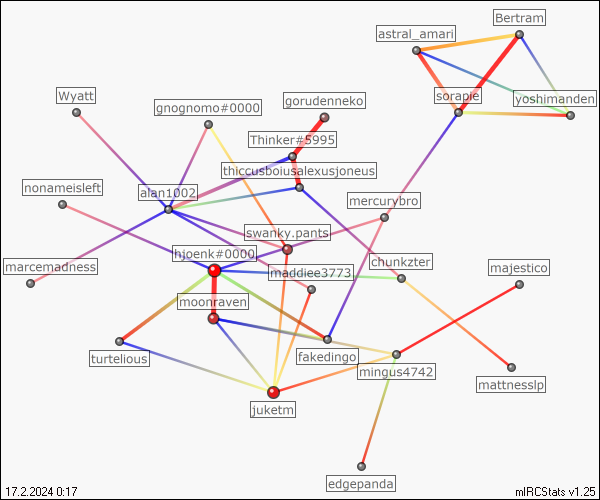 Bertram
astral_amari
sorapie
yoshimanden
Wyatt
gnognomo#0000
gorudenneko
Thinker#5995
thiccusboiusalexusjoneus
nonameisleft
alan1002
mercurybro
swanky.pants
hjoenk#0000
marcemadness
maddiee3773
chunkzter
majestico
moonraven
turtelious
fakedingo
mingus4742
mattnesslp
juketm
edgepanda
17.2.2024 0:17
mIRCStats v1.25